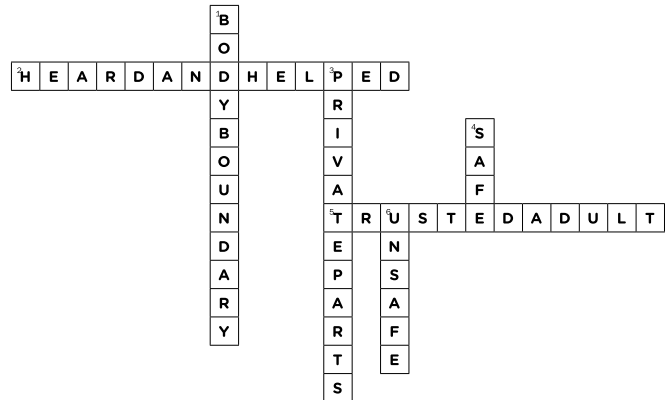 1 BODYBOUNDARY
2 HEARDANDHELPED
3 PRIVATEPARTS
4 SAFE
5 TRUSTEDADULT
6 UNSAFE